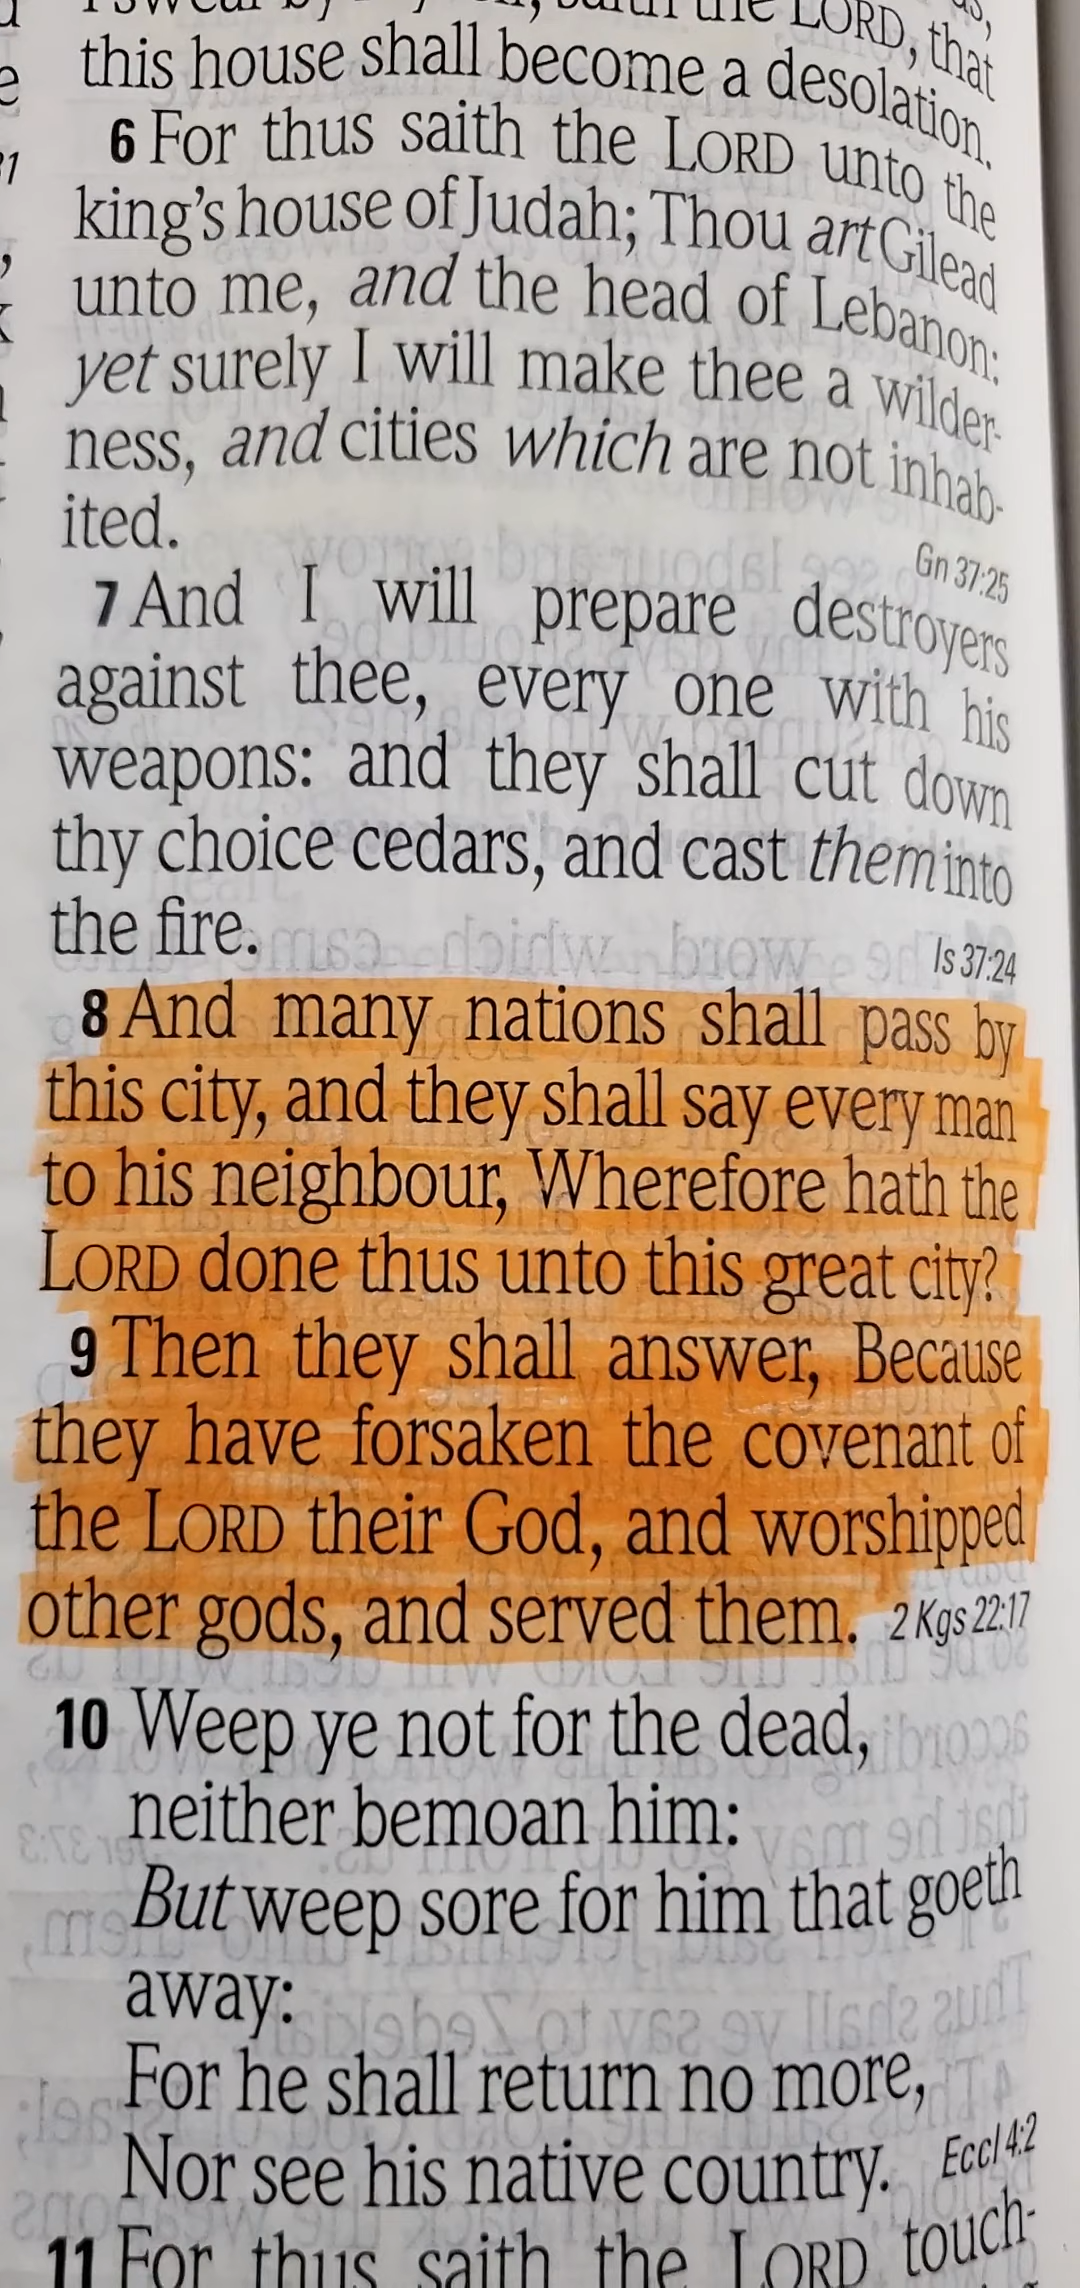 saith the LORD, that
this house shall become a desolation.
6 For thus saith the LORD unto the
king's house of Judah; Thou art Gilead
unto me, and the head of Lebanon:
yet surely I will make thee a wilder-
ness, and cities which are not inhab-
ited.
Gn 37:25
7 And I will prepare destroyers
against thee, every one with his
weapons: and they shall cut down
thy choice cedars, and cast them into
the fire.
Is 37:24
8 And many nations shall pass by
this city, and they shall say every man
to his neighbour, Wherefore hath the
LORD done thus unto this great city?
9 Then they shall answer, Because
they have forsaken the covenant of
the LORD their God, and worshipped
other gods, and served them. 2 Kgs 22:17
10 Weep ye not for the dead,
neither bemoan him:
But weep sore for him that goeth
away:
For he shall return no more,
Nor see his native country. Eccl 4:2
11 For thus saith the LORD touch-